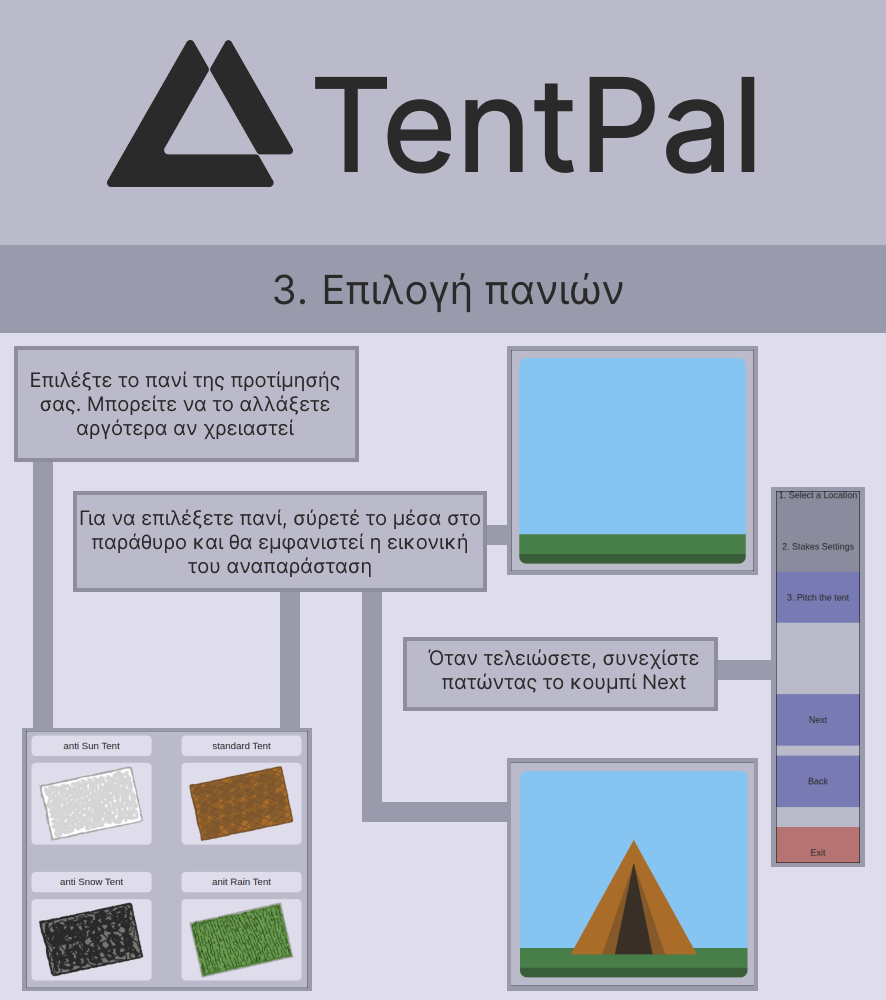 TentPal
3. Επιλογή πανιών
Επιλέξτε το πανί της προτίμησής
σας. Μπορείτε να το αλλάξετε
αργότερα αν χρειαστεί
Για να επιλέξετε πανί, σύρετέ το μέσα στο
παράθυρο και θα εμφανιστεί η εικονική
του αναπαράσταση
1. Select a Location
2. Stakes Settings
3. Pitch the tent
Όταν τελειώσετε, συνεχίστε
πατώντας το κουμπί Next
Next
Back
Exit
anti Sun Tent
standard Tent
anti Snow Tent
anit Rain Tent